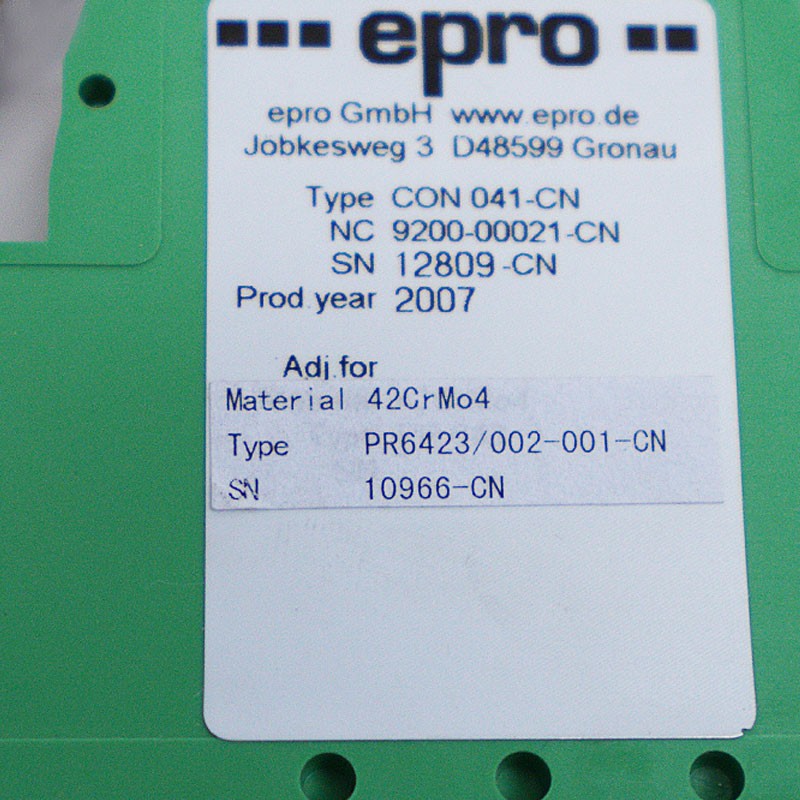 epro
epro GmbH www.epro.de
Jobkesweg 3 D48599 Gronau
Type CON 041-CN
NC 9200-00021-CN
SN 12809-CN
Prod.year 2007
Adj.for
Material 42CrMo4
Type PR6423/002-001-CN
SN 10966-CN